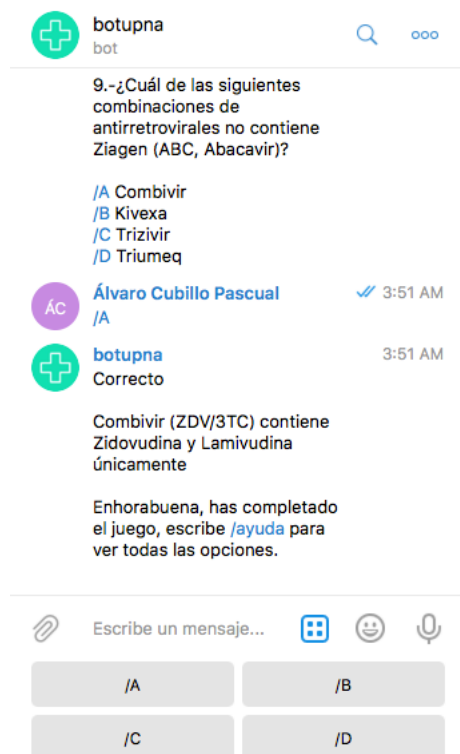 botupna
bot
ooo
9.-¿Cuál de las siguientes
combinaciones de
antirretrovirales no contiene
Ziagen (ABC, Abacavir)?
/A Combivir
/B Kivexa
/C Trizivir
/D Triumeq
ÁC
Álvaro Cubillo Pascual
3:51 AM
/A
botupna
3:51 AM
Correcto
Combivir (ZDV/3TC) contiene
Zidovudina y Lamivudina
únicamente
Enhorabuena, has completado
el juego, escribe /ayuda para
ver todas las opciones.
Escribe un mensaje...
/A
/B
/C
/D